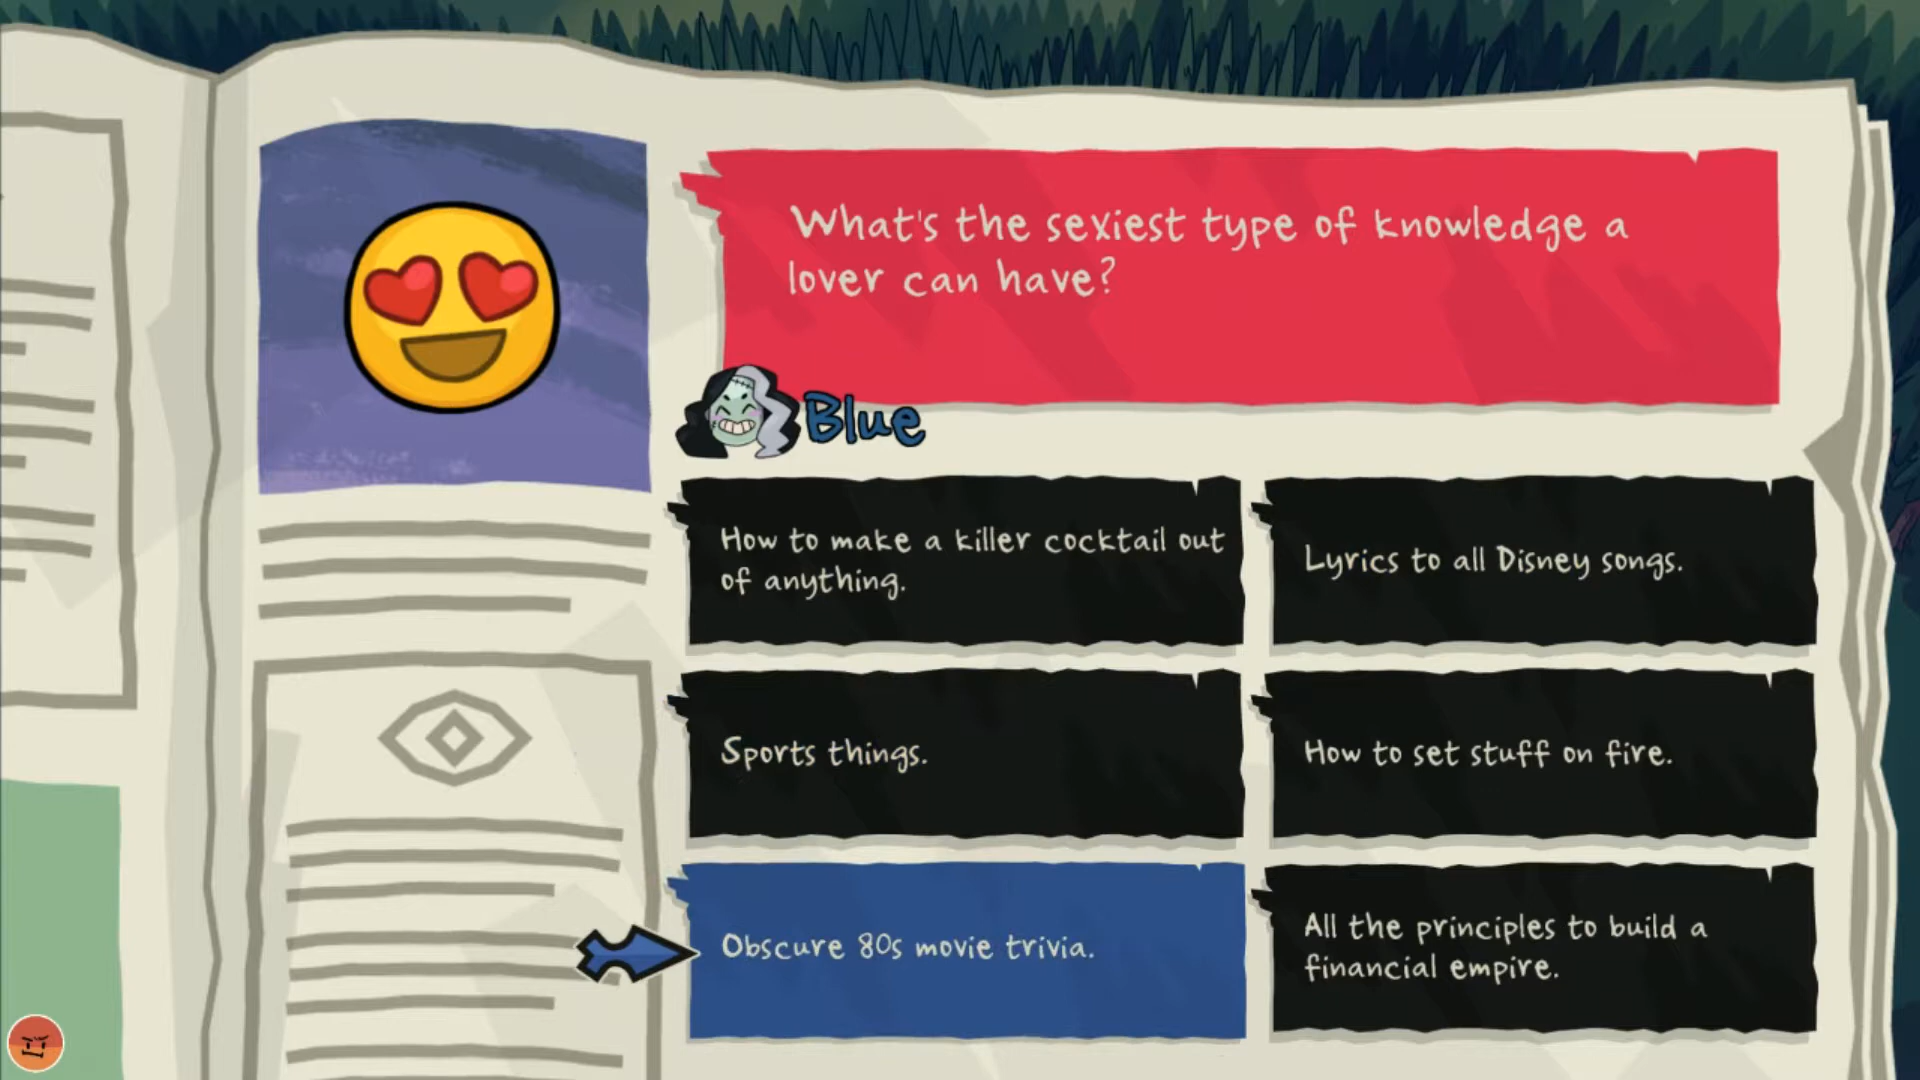 What's the sexiest type of knowledge a
lover can have?
Blue
How to make a killer cocktail out
of anything.
Lyrics to all Disney songs.
Sports things.
How to set stuff on fire.
Obscure 80s movie trivia.
All the principles to build a
financial empire.